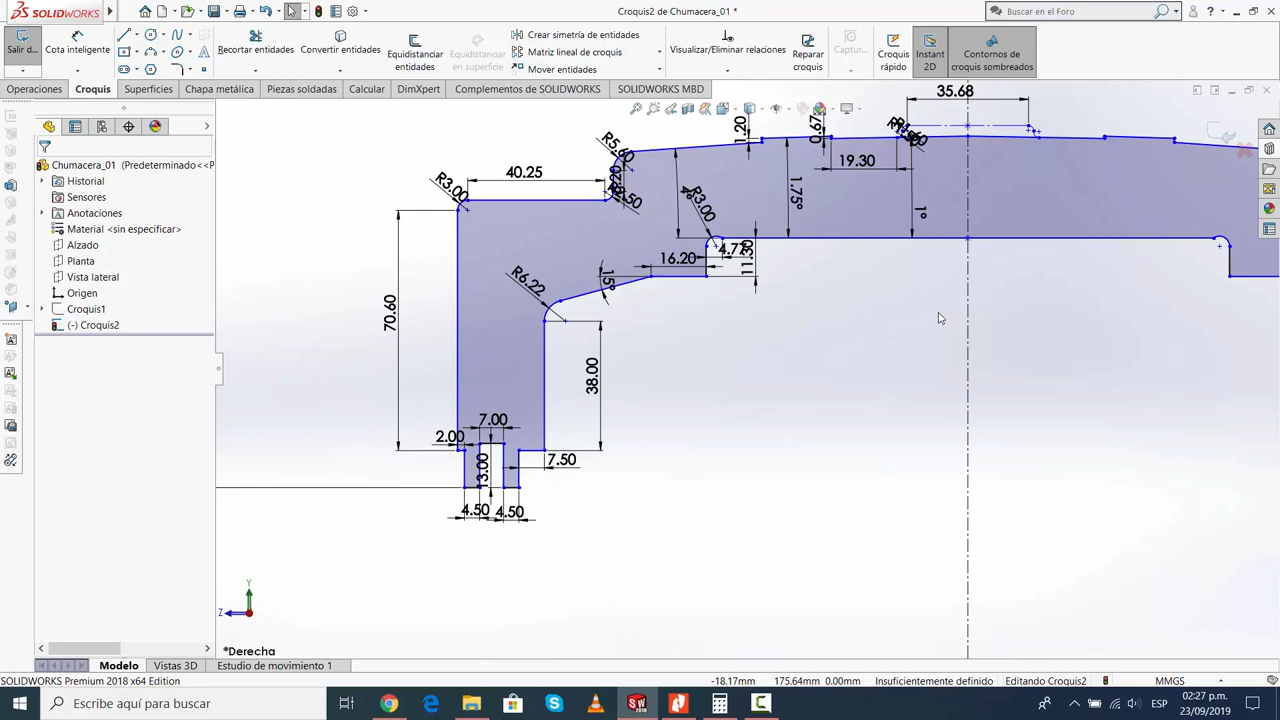 SOLIDWORKS
Croquis2 de Chumacera_01 *
Buscar en el Foro
Salir d...
Cota inteligente
Recortar entidades
Convertir entidades
Equidistanciar entidades
Equidistanciar en superficie
Crear simetría de entidades
Matriz lineal de croquis
Mover entidades
Visualizar/Eliminar relaciones
Reparar croquis
Captur...
Croquis rápido
Instant 2D
Contornos de croquis sombreados
Operaciones
Croquis
Superficies
Chapa metálica
Piezas soldadas
Calcular
DimXpert
Complementos de SOLIDWORKS
SOLIDWORKS MBD
Chumacera_01 (Predeterminado<<P
Historial
Sensores
Anotaciones
Material <sin especificar>
Alzado
Planta
Vista lateral
Origen
Croquis1
(-) Croquis2
35.68
1.20
0.97
R5.60
40.25
R3.00
19.30
1.75°
1°
4°
R3.00
4.77
11.30
16.20
15°
R6.22
70.60
38.00
7.00
2.00
13.00
7.50
4.50
4.50
Y
Z
*Derecha
Modelo
Vistas 3D
Estudio de movimiento 1
SOLIDWORKS Premium 2018 x64 Edition
-18.17mm
175.64mm
0.00mm
Insuficientemente definido
Editando Croquis2
MMGS
Escribe aquí para buscar
ESP
02:27 p.m.
23/09/2019